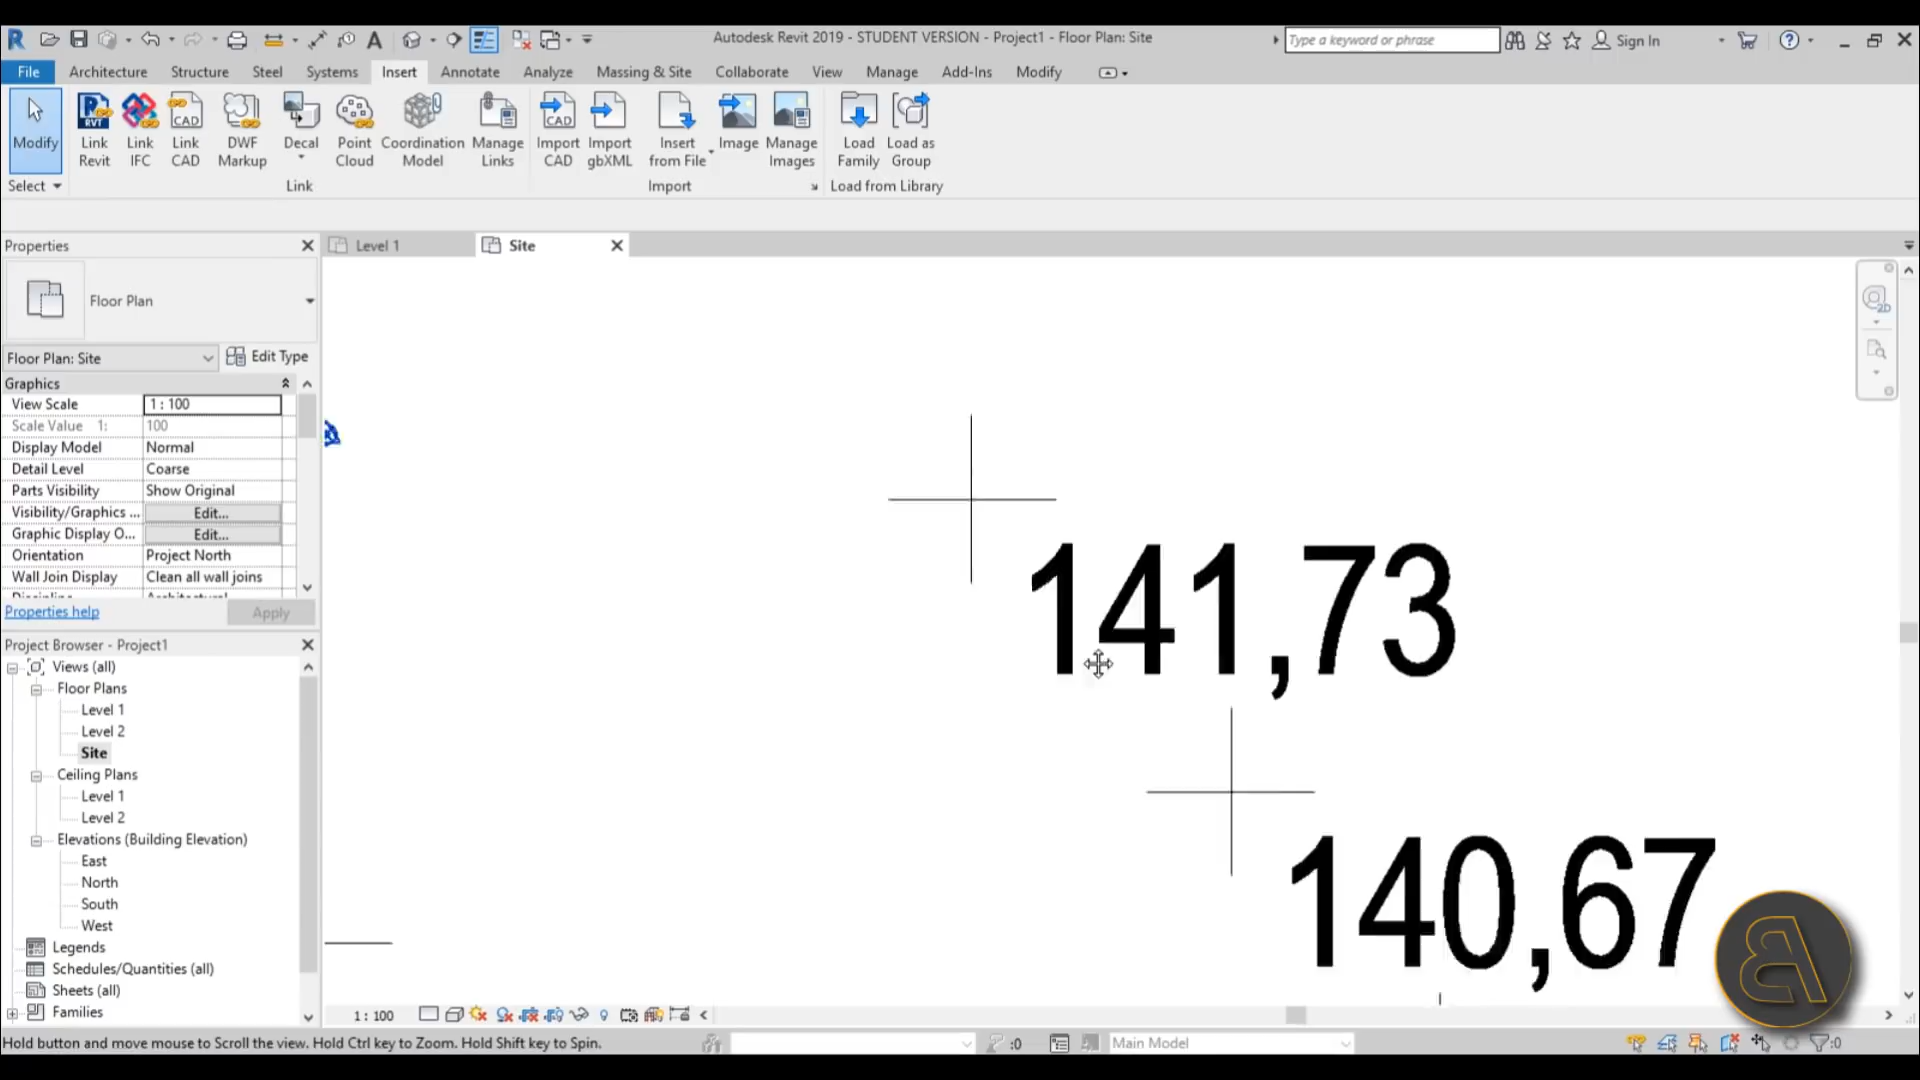 Autodesk Revit 2019 - STUDENT VERSION - Project1 - Floor Plan: Site
Type a keyword or phrase
Sign In
File Architecture Structure Steel Systems Insert Annotate Analyze Massing & Site Collaborate View Manage Add-Ins Modify
Modify
Link Revit
Link IFC
Link CAD
DWF Markup
Decal
Point Cloud
Coordination Model
Manage Links
Import CAD
Import gbXML
Insert from File
Image
Manage Images
Load Family
Load as Group
Select
Link
Import
Load from Library
Properties
Level 1
Site
Floor Plan
Floor Plan: Site
Edit Type
Graphics
View Scale 1 : 100
Scale Value 1: 100
Display Model Normal
Detail Level Coarse
Parts Visibility Show Original
Visibility/Graphics ... Edit...
Graphic Display O... Edit...
Orientation Project North
Wall Join Display Clean all wall joins
Properties help
Apply
Project Browser - Project1
Views (all)
Floor Plans
Level 1
Level 2
Site
Ceiling Plans
Level 1
Level 2
Elevations (Building Elevation)
East
North
South
West
Legends
Schedules/Quantities (all)
Sheets (all)
Families
141,73
140,67
1 : 100
Hold button and move mouse to Scroll the view. Hold Ctrl key to Zoom. Hold Shift key to Spin.
:0
Main Model
:0